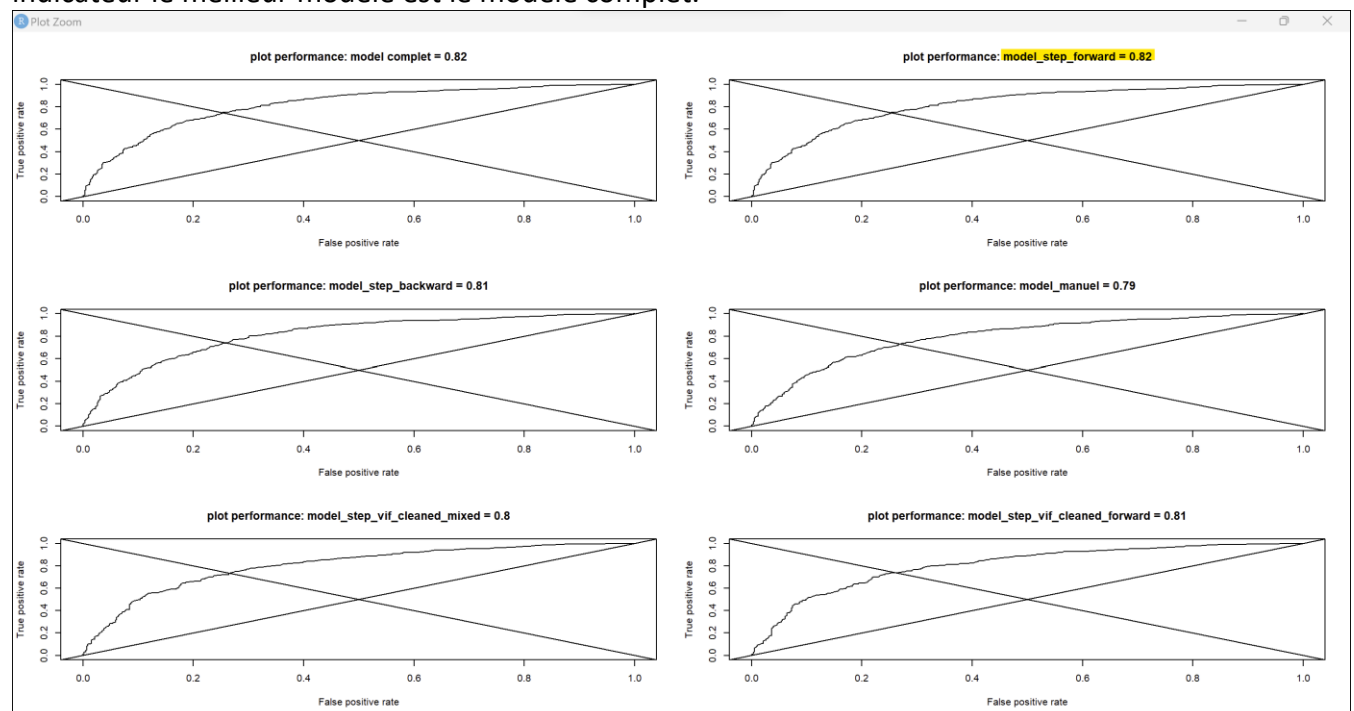 indicateur le meilleur modèle est le modèle complet.
Plot Zoom
plot performance: model complet = 0.82
True positive rate
0.0 0.2 0.4 0.6 0.8 1.0
0.0 0.2 0.4 0.6 0.8 1.0
False positive rate
plot performance: model_step_forward = 0.82
True positive rate
0.0 0.2 0.4 0.6 0.8 1.0
0.0 0.2 0.4 0.6 0.8 1.0
False positive rate
plot performance: model_step_backward = 0.81
True positive rate
0.0 0.2 0.4 0.6 0.8 1.0
0.0 0.2 0.4 0.6 0.8 1.0
False positive rate
plot performance: model_manuel = 0.79
True positive rate
0.0 0.2 0.4 0.6 0.8 1.0
0.0 0.2 0.4 0.6 0.8 1.0
False positive rate
plot performance: model_step_vif_cleaned_mixed = 0.8
True positive rate
0.0 0.2 0.4 0.6 0.8 1.0
0.0 0.2 0.4 0.6 0.8 1.0
False positive rate
plot performance: model_step_vif_cleaned_forward = 0.81
True positive rate
0.0 0.2 0.4 0.6 0.8 1.0
0.0 0.2 0.4 0.6 0.8 1.0
False positive rate